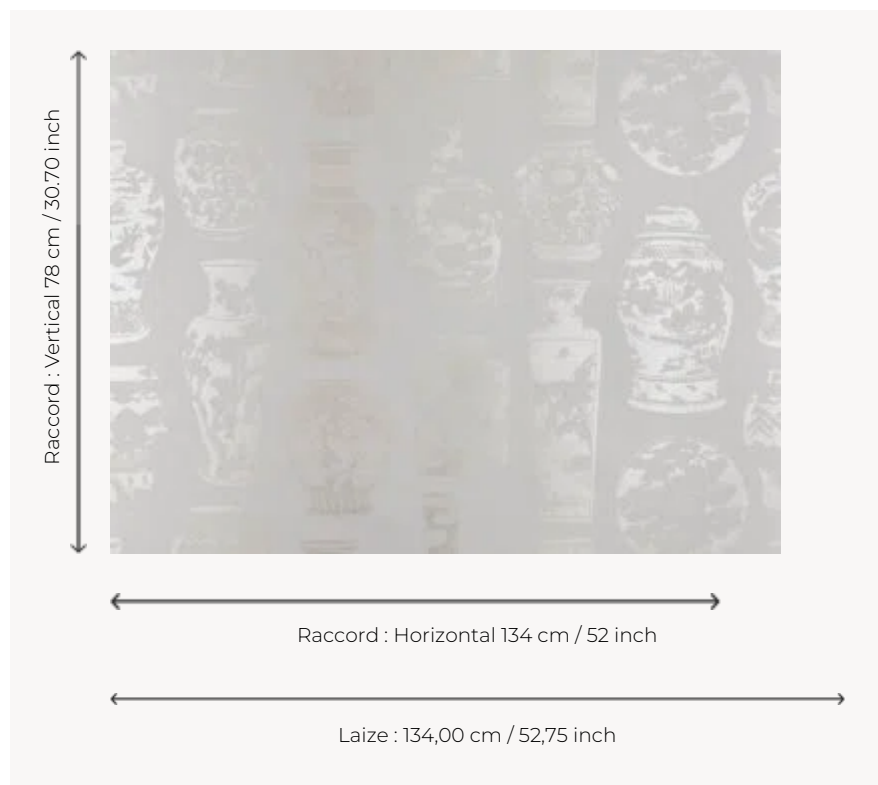 Raccord : Vertical 78 cm / 30.70 inch
Raccord : Horizontal 134 cm / 52 inch
Laize : 134,00 cm / 52,75 inch